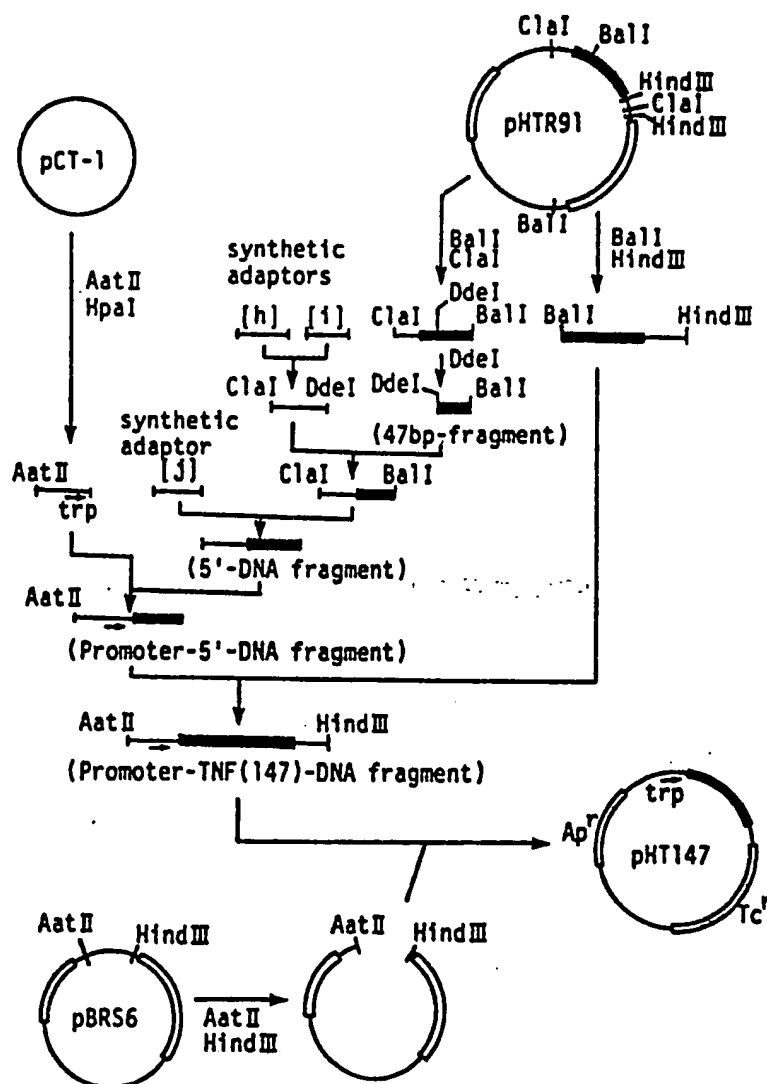 ClaI
BalI
HindIII
ClaI
HindIII
pHTR91
BalI
pCT-1
AatII
HpaI
BalI
ClaI
BalI
HindIII
synthetic
adaptors
[h] [i]
DdeI
ClaI BalI
BalI HindIII
DdeI
ClaI DdeI
DdeI BalI
(47bp-fragment)
synthetic
adaptor
[j]
AatII
trp
ClaI BalI
(5'-DNA fragment)
AatII
(Promoter-5'-DNA fragment)
AatII HindIII
(Promoter-TNF(147)-DNA fragment)
trp
Apr
pHT147
Tcr
AatII HindIII
pBRS6
AatII
HindIII
AatII HindIII